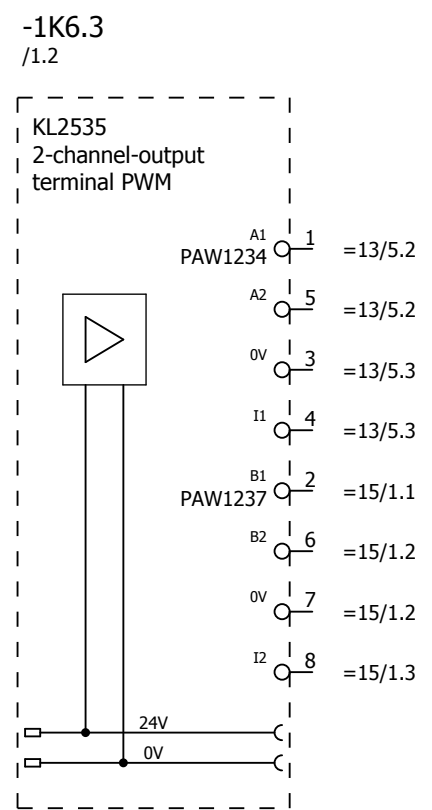 -1K6.3
/1.2
KL2535
2-channel-output
terminal PWM
A1 1 =13/5.2
PAW1234
A2 5 =13/5.2
0V 3 =13/5.3
I1 4 =13/5.3
B1 2 =15/1.1
PAW1237
B2 6 =15/1.2
0V 7 =15/1.2
I2 8 =15/1.3
24V
0V